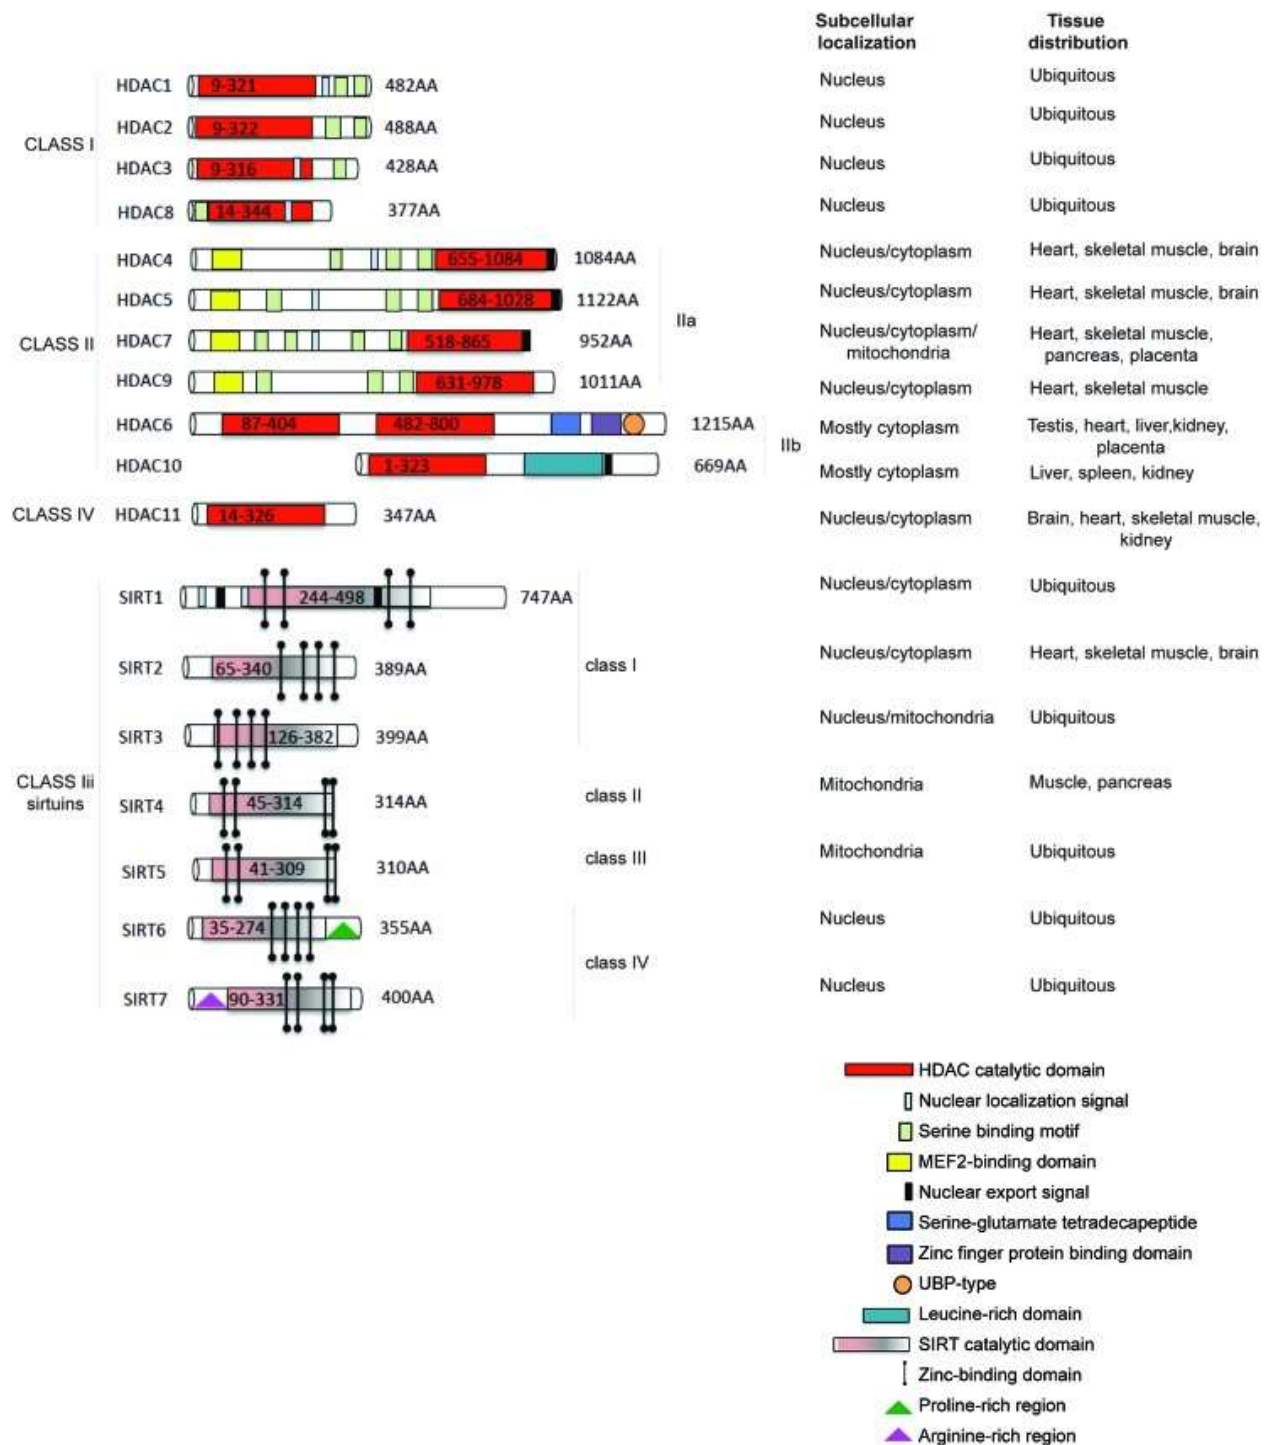 Subcellular localization
Tissue distribution
CLASS I
HDAC1 9-321 482AA Nucleus Ubiquitous
HDAC2 9-322 488AA Nucleus Ubiquitous
HDAC3 9-316 428AA Nucleus Ubiquitous
HDAC8 14-344 377AA Nucleus Ubiquitous
CLASS II
IIa
HDAC4 655-1084 1084AA Nucleus/cytoplasm Heart, skeletal muscle, brain
HDAC5 684-1028 1122AA Nucleus/cytoplasm Heart, skeletal muscle, brain
HDAC7 518-865 952AA Nucleus/cytoplasm/ mitochondria Heart, skeletal muscle, pancreas, placenta
HDAC9 631-978 1011AA Nucleus/cytoplasm Heart, skeletal muscle
IIb
HDAC6 87-404 482-800 1215AA Mostly cytoplasm Testis, heart, liver,kidney, placenta
HDAC10 1-323 669AA Mostly cytoplasm Liver, spleen, kidney
CLASS IV
HDAC11 14-326 347AA Nucleus/cytoplasm Brain, heart, skeletal muscle, kidney
CLASS Iii
sirtuins
class I
SIRT1 244-498 747AA Nucleus/cytoplasm Ubiquitous
SIRT2 65-340 389AA Nucleus/cytoplasm Heart, skeletal muscle, brain
SIRT3 126-382 399AA Nucleus/mitochondria Ubiquitous
class II
SIRT4 45-314 314AA Mitochondria Muscle, pancreas
class III
SIRT5 41-309 310AA Mitochondria Ubiquitous
class IV
SIRT6 35-274 355AA Nucleus Ubiquitous
SIRT7 90-331 400AA Nucleus Ubiquitous
HDAC catalytic domain
Nuclear localization signal
Serine binding motif
MEF2-binding domain
Nuclear export signal
Serine-glutamate tetradecapeptide
Zinc finger protein binding domain
UBP-type
Leucine-rich domain
SIRT catalytic domain
Zinc-binding domain
Proline-rich region
Arginine-rich region